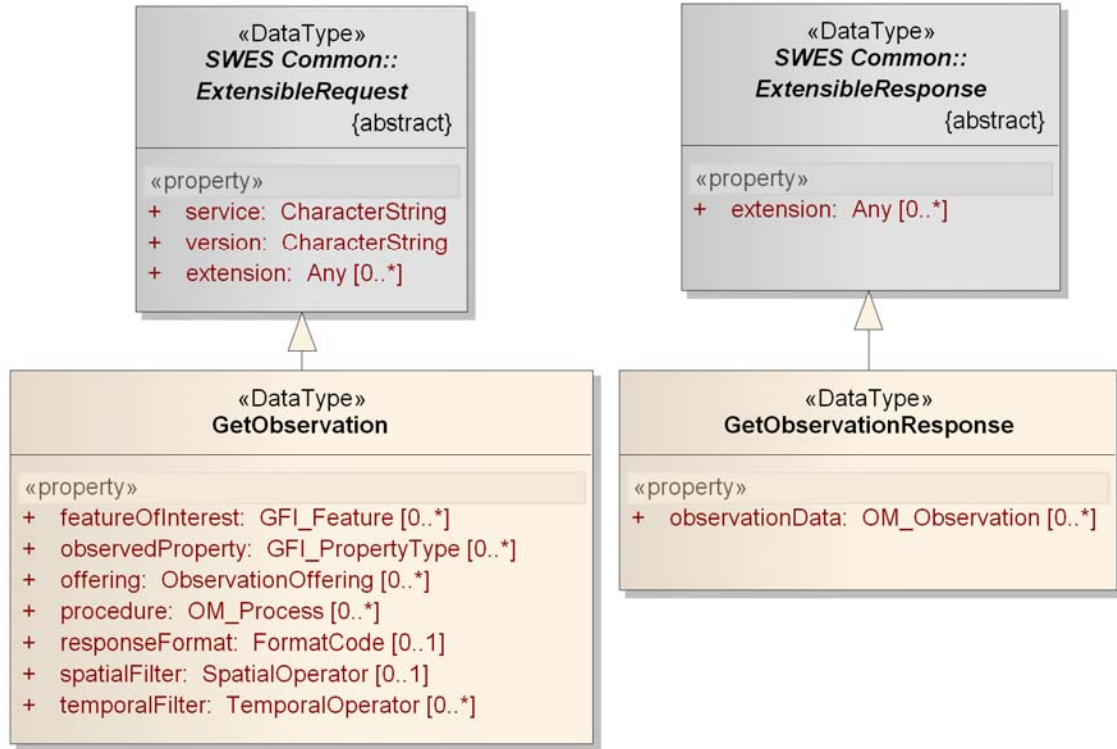 «DataType»
SWES Common::
ExtensibleRequest
{abstract}
«property»
+ service: CharacterString
+ version: CharacterString
+ extension: Any [0..*]
«DataType»
SWES Common::
ExtensibleResponse
{abstract}
«property»
+ extension: Any [0..*]
«DataType»
GetObservation
«property»
+ featureOfInterest: GFI_Feature [0..*]
+ observedProperty: GFI_PropertyType [0..*]
+ offering: ObservationOffering [0..*]
+ procedure: OM_Process [0..*]
+ responseFormat: FormatCode [0..1]
+ spatialFilter: SpatialOperator [0..1]
+ temporalFilter: TemporalOperator [0..*]
«DataType»
GetObservationResponse
«property»
+ observationData: OM_Observation [0..*]